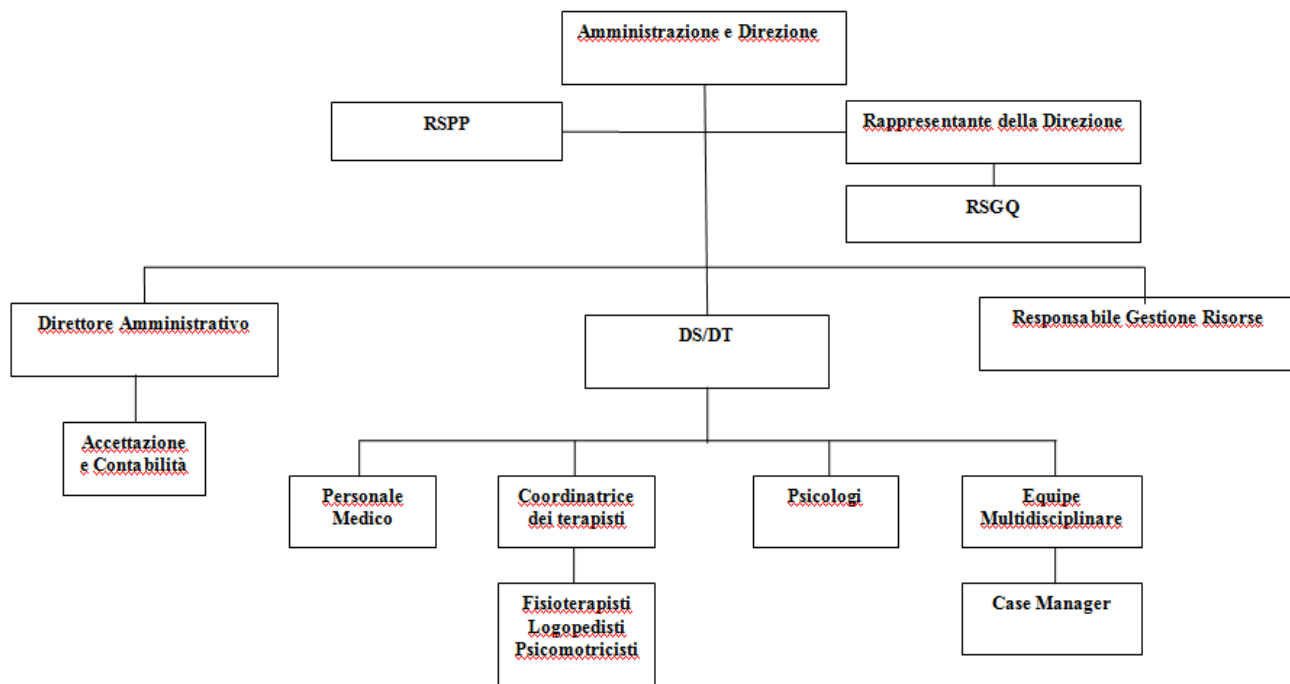 Amministrazione e Direzione
RSPP
Rappresentante della Direzione
RSGQ
Direttore Amministrativo
DS/DT
Responsabile Gestione Risorse
Accettazione
e Contabilità
Personale
Medico
Coordinatrice
dei terapisti
Psicologi
Equipe
Multidisciplinare
Fisioterapisti
Logopedisti
Psicomotricisti
Case Manager